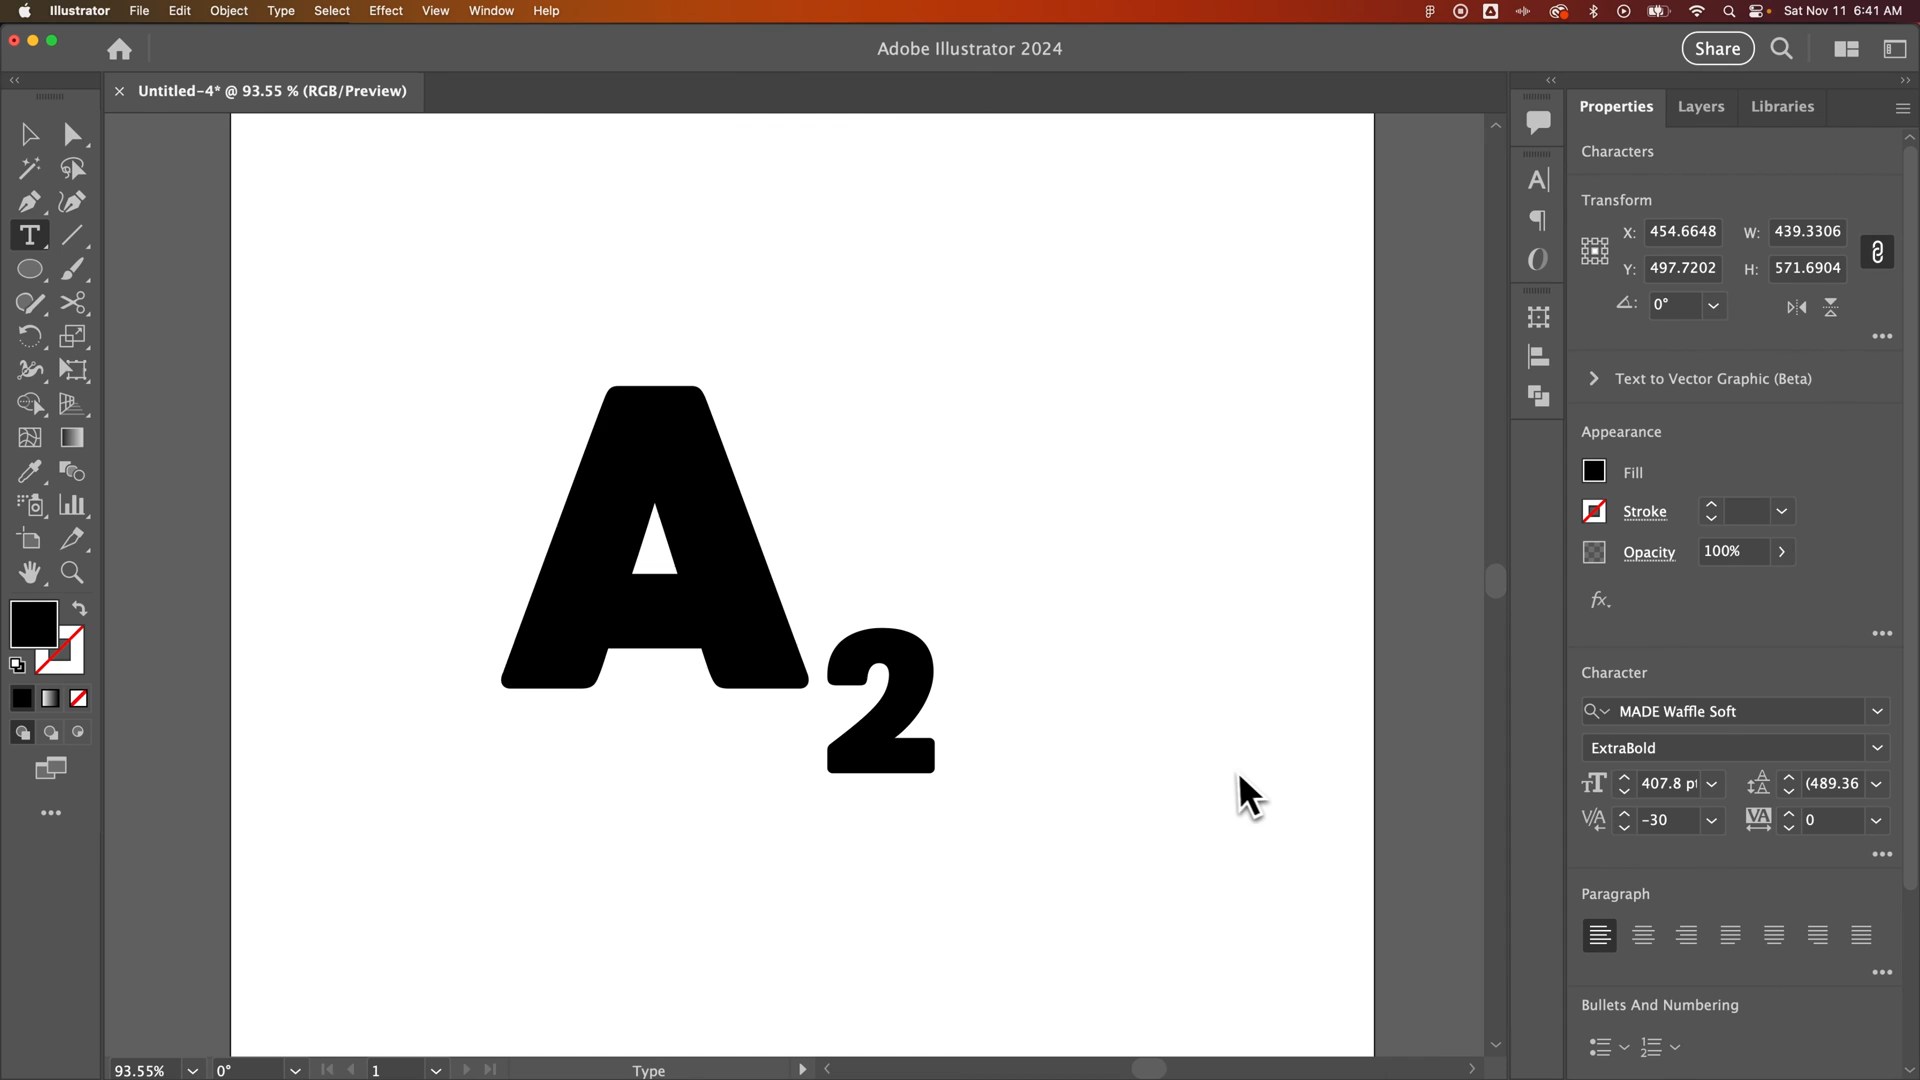 Illustrator File Edit Object Type Select Effect View Window Help Sat Nov 11 6:41 AM
Adobe Illustrator 2024
Share
× Untitled-4* @ 93.55 % (RGB/Preview)
Properties Layers Libraries
Characters
Transform
X: 454.6648 W: 439.3306
Y: 497.7202 H: 571.6904
0°
Text to Vector Graphic (Beta)
Appearance
Fill
Stroke
Opacity 100%
fx.
Character
MADE Waffle Soft
ExtraBold
407.8 pt (489.36
-30 0
Paragraph
Bullets And Numbering
A2
93.55% 0° 1 Type